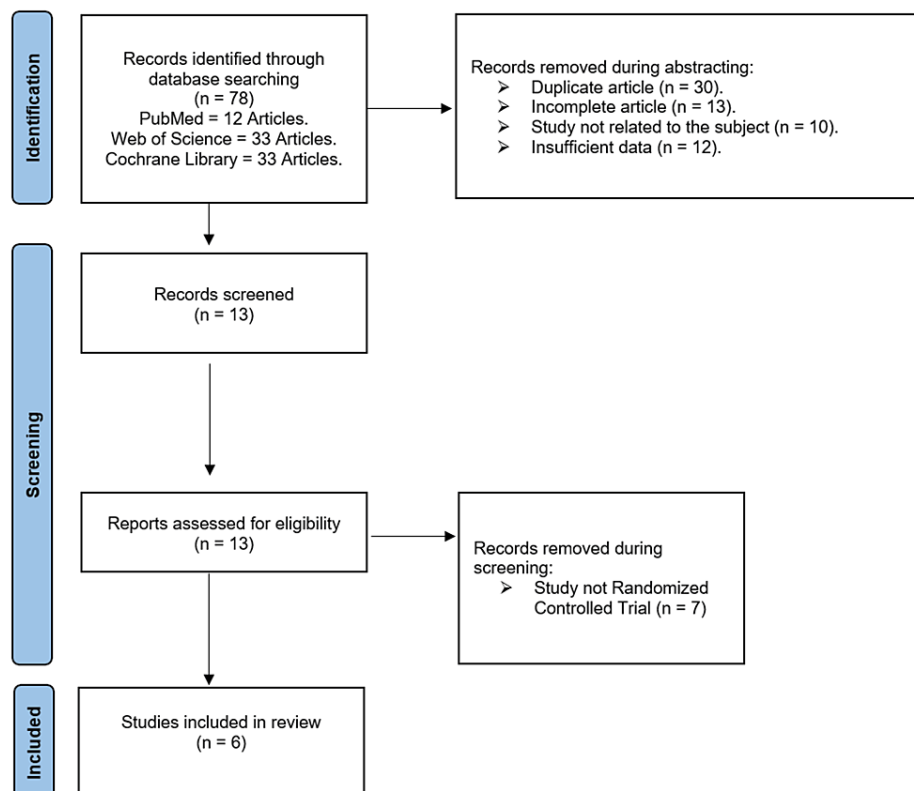 Identification
Records identified through
database searching
(n = 78)
PubMed = 12 Articles.
Web of Science = 33 Articles.
Cochrane Library = 33 Articles.
Records removed during abstracting:
➢ Duplicate article (n = 30).
➢ Incomplete article (n = 13).
➢ Study not related to the subject (n = 10).
➢ Insufficient data (n = 12).
Screening
Records screened
(n = 13)
Reports assessed for eligibility
(n = 13)
Records removed during
screening:
➢ Study not Randomized
Controlled Trial (n = 7)
Included
Studies included in review
(n = 6)